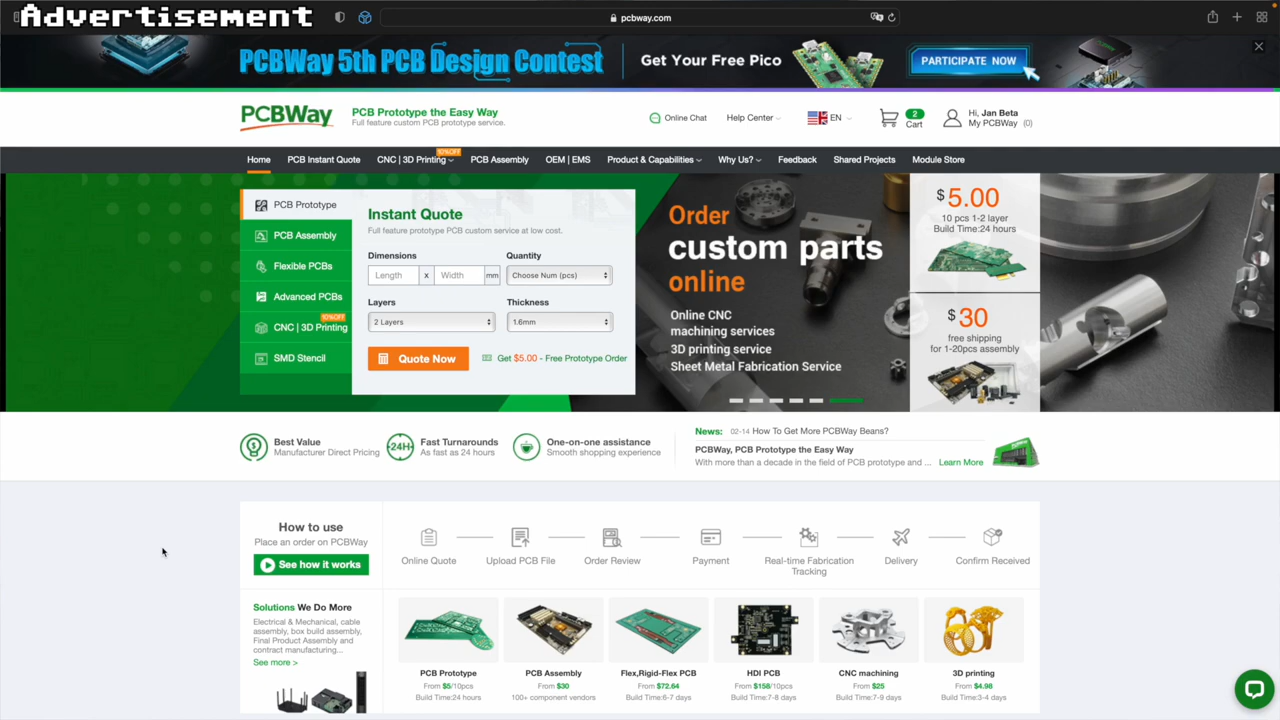 Advertisement
pcbway.com
PCBWay 5th PCB Design Contest
Get Your Free Pico
PARTICIPATE NOW
PCBWay
PCB Prototype the Easy Way
Full feature custom PCB prototype service.
Online Chat
Help Center
EN
2
Cart
Hi, Jan Beta
My PCBWay (0)
Home
PCB Instant Quote
CNC | 3D Printing
10%OFF
PCB Assembly
OEM | EMS
Product & Capabilities
Why Us?
Feedback
Shared Projects
Module Store
PCB Prototype
PCB Assembly
Flexible PCBs
Advanced PCBs
10%OFF
CNC | 3D Printing
SMD Stencil
Instant Quote
Full feature prototype PCB custom service at low cost.
Dimensions
Quantity
Length x Width mm
Choose Num (pcs)
Layers
Thickness
2 Layers
1.6mm
Quote Now
Get $5.00 - Free Prototype Order
Order
custom parts
online
Online CNC
machining services
3D printing service
Sheet Metal Fabrication Service
$5.00
10 pcs 1-2 layer
Build Time:24 hours
$30
free shipping
for 1-20pcs assembly
Best Value
Manufacturer Direct Pricing
24H
Fast Turnarounds
As fast as 24 hours
One-on-one assistance
Smooth shopping experience
News: 02-14 How To Get More PCBWay Beans?
PCBWay, PCB Prototype the Easy Way
With more than a decade in the field of PCB prototype and ... Learn More
How to use
Place an order on PCBWay
See how it works
Online Quote
Upload PCB File
Order Review
Payment
Real-time Fabrication
Tracking
Delivery
Confirm Received
Solutions We Do More
Electrical & Mechanical, cable
assembly, box build assembly,
Final Product Assembly and
contract manufacturing...
See more >
PCB Prototype
From $5/10pcs
Build Time:24 hours
PCB Assembly
From $30
100+ component vendors
Flex,Rigid-Flex PCB
From $72.64
Build Time:6-7 days
HDI PCB
From $158/10pcs
Build Time:7-8 days
CNC machining
From $25
Build Time:7-9 days
3D printing
From $4.98
Build Time:3-4 days